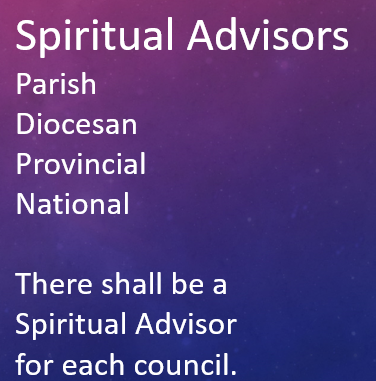 Spiritual Advisors
Parish
Diocesan
Provincial
National
There shall be a
Spiritual Advisor
for each council.